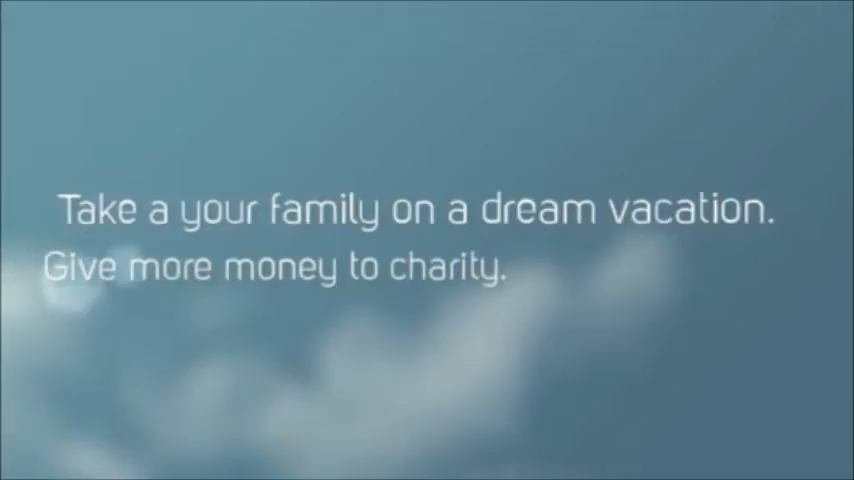 Take a your family on a dream vacation.
Give more money to charity.